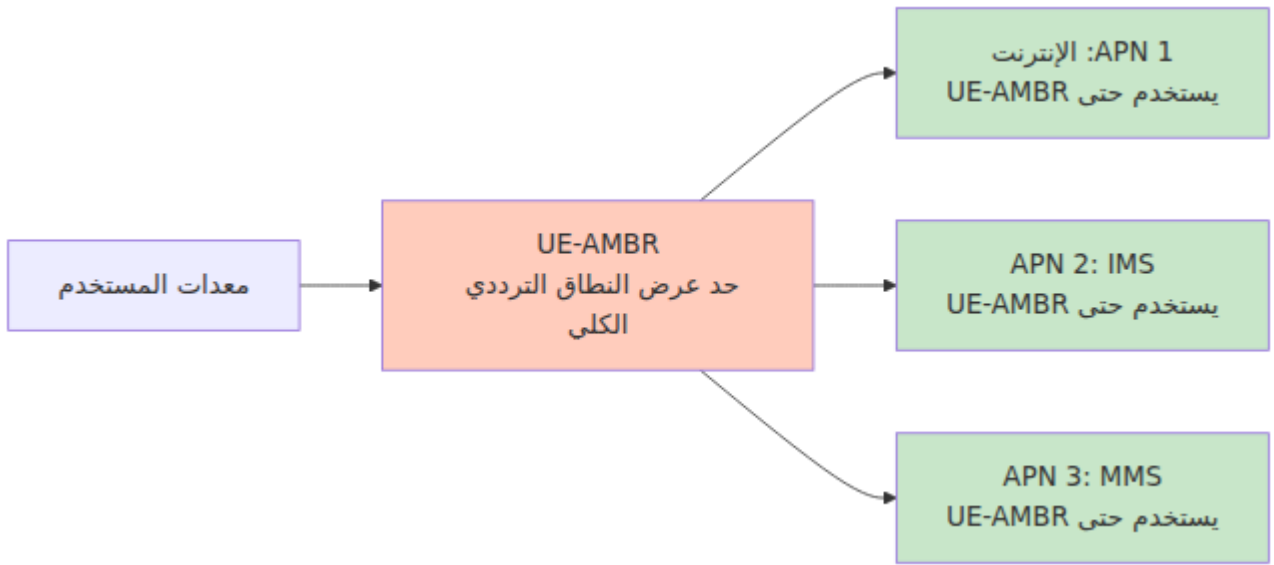 معدات المستخدم
UE-AMBR
حد عرض النطاق الترددي
الكلي
APN 1: الإنترنت
يستخدم حتى UE-AMBR
APN 2: IMS
يستخدم حتى UE-AMBR
APN 3: MMS
يستخدم حتى UE-AMBR